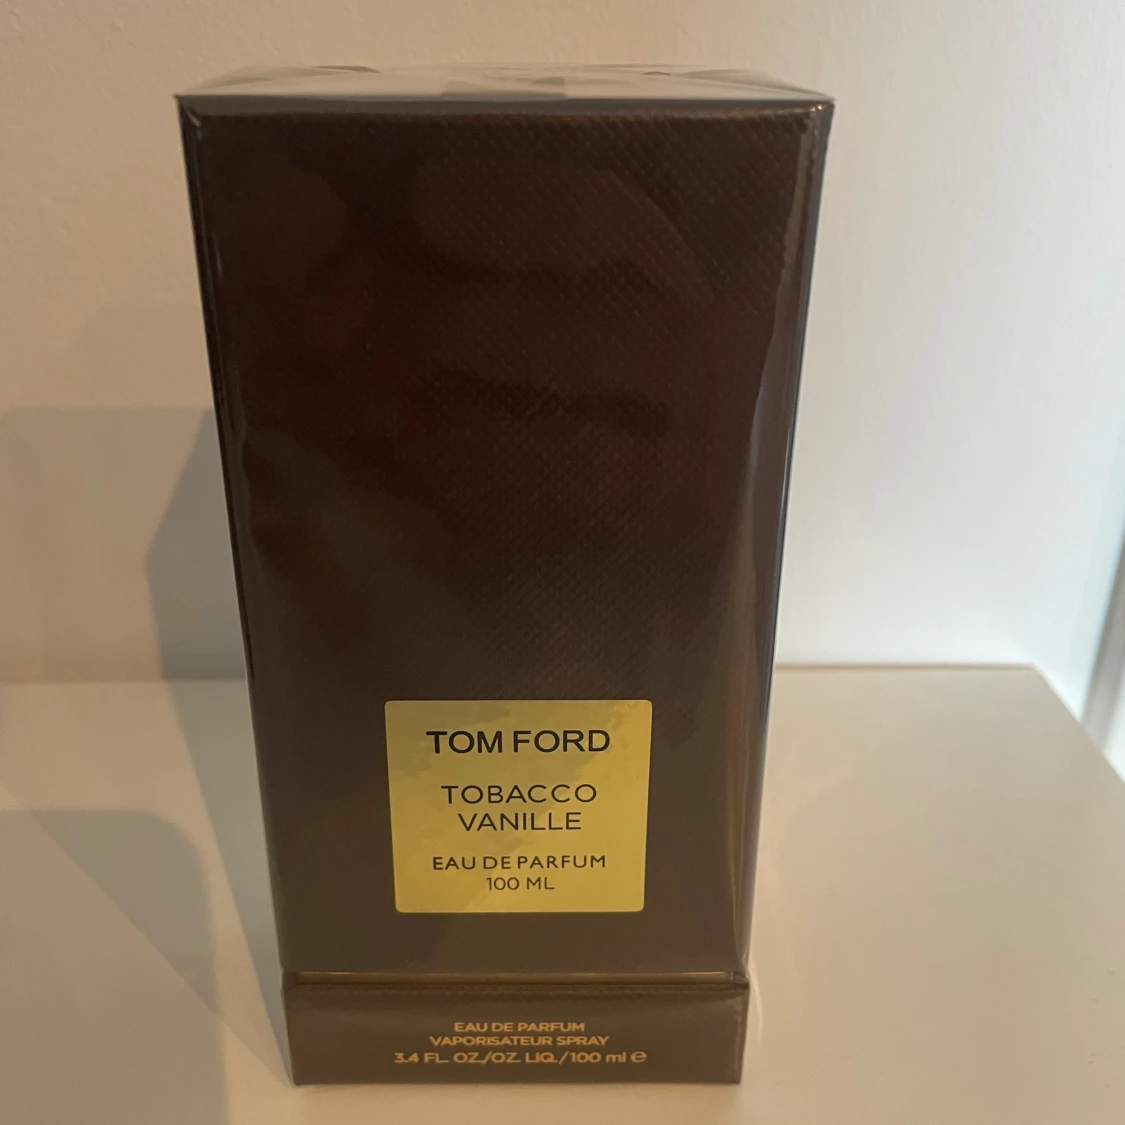 TOM FORD
TOBACCO
VANILLE
EAU DE PARFUM
100 ML
EAU DE PARFUM
VAPORISATEUR SPRAY
3.4 FL. OZ./OZ. LIQ./100 ml ℮